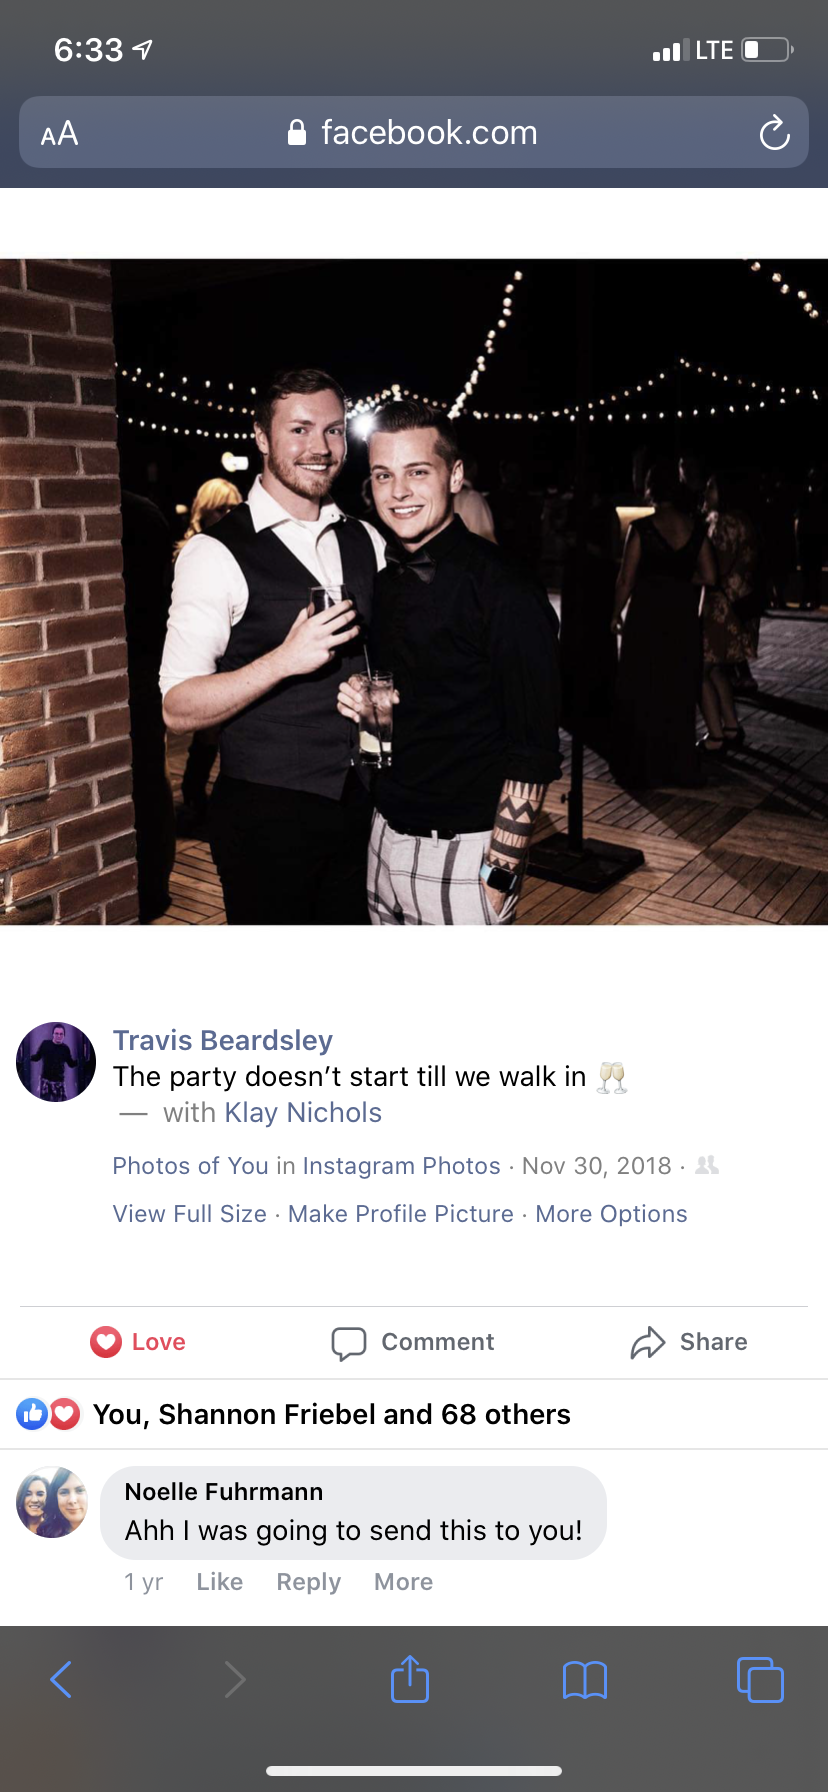 6:33
LTE
AA facebook.com
Travis Beardsley
The party doesn’t start till we walk in 🥂
— with Klay Nichols
Photos of You in Instagram Photos · Nov 30, 2018 ·
View Full Size · Make Profile Picture · More Options
Love Comment Share
You, Shannon Friebel and 68 others
Noelle Fuhrmann
Ahh I was going to send this to you!
1 yr Like Reply More